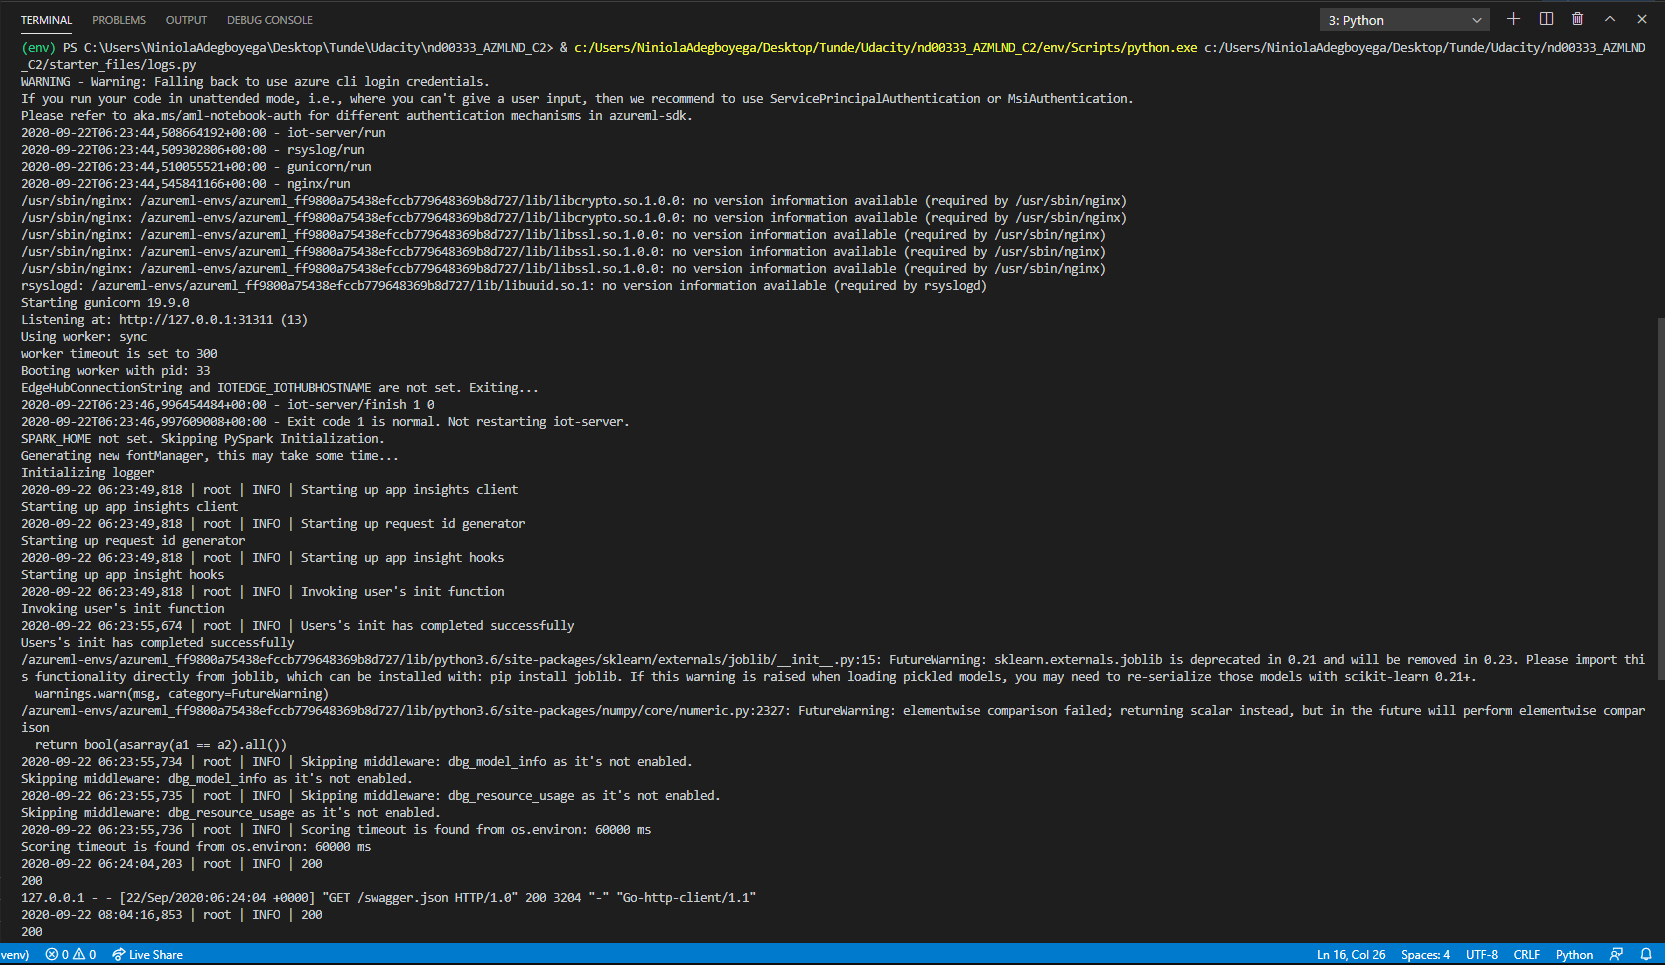 TERMINAL PROBLEMS OUTPUT DEBUG CONSOLE 3: Python
(env) PS C:\Users\NiniolaAdegboyega\Desktop\Tunde\Udacity\nd00333_AZMLND_C2> & c:/Users/NiniolaAdegboyega/Desktop/Tunde/Udacity/nd00333_AZMLND_C2/env/Scripts/python.exe c:/Users/NiniolaAdegboyega/Desktop/Tunde/Udacity/nd00333_AZMLND
_C2/starter_files/logs.py
WARNING - Warning: Falling back to use azure cli login credentials.
If you run your code in unattended mode, i.e., where you can't give a user input, then we recommend to use ServicePrincipalAuthentication or MsiAuthentication.
Please refer to aka.ms/aml-notebook-auth for different authentication mechanisms in azureml-sdk.
2020-09-22T06:23:44,508664192+00:00 - iot-server/run
2020-09-22T06:23:44,509302806+00:00 - rsyslog/run
2020-09-22T06:23:44,510055521+00:00 - gunicorn/run
2020-09-22T06:23:44,545841166+00:00 - nginx/run
/usr/sbin/nginx: /azureml-envs/azureml_ff9800a75438efccb779648369b8d727/lib/libcrypto.so.1.0.0: no version information available (required by /usr/sbin/nginx)
/usr/sbin/nginx: /azureml-envs/azureml_ff9800a75438efccb779648369b8d727/lib/libcrypto.so.1.0.0: no version information available (required by /usr/sbin/nginx)
/usr/sbin/nginx: /azureml-envs/azureml_ff9800a75438efccb779648369b8d727/lib/libssl.so.1.0.0: no version information available (required by /usr/sbin/nginx)
/usr/sbin/nginx: /azureml-envs/azureml_ff9800a75438efccb779648369b8d727/lib/libssl.so.1.0.0: no version information available (required by /usr/sbin/nginx)
/usr/sbin/nginx: /azureml-envs/azureml_ff9800a75438efccb779648369b8d727/lib/libssl.so.1.0.0: no version information available (required by /usr/sbin/nginx)
rsyslogd: /azureml-envs/azureml_ff9800a75438efccb779648369b8d727/lib/libuuid.so.1: no version information available (required by rsyslogd)
Starting gunicorn 19.9.0
Listening at: http://127.0.0.1:31311 (13)
Using worker: sync
worker timeout is set to 300
Booting worker with pid: 33
EdgeHubConnectionString and IOTEDGE_IOTHUBHOSTNAME are not set. Exiting...
2020-09-22T06:23:46,996454484+00:00 - iot-server/finish 1 0
2020-09-22T06:23:46,997609008+00:00 - Exit code 1 is normal. Not restarting iot-server.
SPARK_HOME not set. Skipping PySpark Initialization.
Generating new fontManager, this may take some time...
Initializing logger
2020-09-22 06:23:49,818 | root | INFO | Starting up app insights client
Starting up app insights client
2020-09-22 06:23:49,818 | root | INFO | Starting up request id generator
Starting up request id generator
2020-09-22 06:23:49,818 | root | INFO | Starting up app insight hooks
Starting up app insight hooks
2020-09-22 06:23:49,818 | root | INFO | Invoking user's init function
Invoking user's init function
2020-09-22 06:23:55,674 | root | INFO | Users's init has completed successfully
Users's init has completed successfully
/azureml-envs/azureml_ff9800a75438efccb779648369b8d727/lib/python3.6/site-packages/sklearn/externals/joblib/__init__.py:15: FutureWarning: sklearn.externals.joblib is deprecated in 0.21 and will be removed in 0.23. Please import thi
s functionality directly from joblib, which can be installed with: pip install joblib. If this warning is raised when loading pickled models, you may need to re-serialize those models with scikit-learn 0.21+.
warnings.warn(msg, category=FutureWarning)
/azureml-envs/azureml_ff9800a75438efccb779648369b8d727/lib/python3.6/site-packages/numpy/core/numeric.py:2327: FutureWarning: elementwise comparison failed; returning scalar instead, but in the future will perform elementwise compar
ison
return bool(asarray(a1 == a2).all())
2020-09-22 06:23:55,734 | root | INFO | Skipping middleware: dbg_model_info as it's not enabled.
Skipping middleware: dbg_model_info as it's not enabled.
2020-09-22 06:23:55,735 | root | INFO | Skipping middleware: dbg_resource_usage as it's not enabled.
Skipping middleware: dbg_resource_usage as it's not enabled.
2020-09-22 06:23:55,736 | root | INFO | Scoring timeout is found from os.environ: 60000 ms
Scoring timeout is found from os.environ: 60000 ms
2020-09-22 06:24:04,203 | root | INFO | 200
200
127.0.0.1 - - [22/Sep/2020:06:24:04 +0000] "GET /swagger.json HTTP/1.0" 200 3204 "-" "Go-http-client/1.1"
2020-09-22 08:04:16,853 | root | INFO | 200
200
venv) 0 0 Live Share Ln 16, Col 26 Spaces: 4 UTF-8 CRLF Python